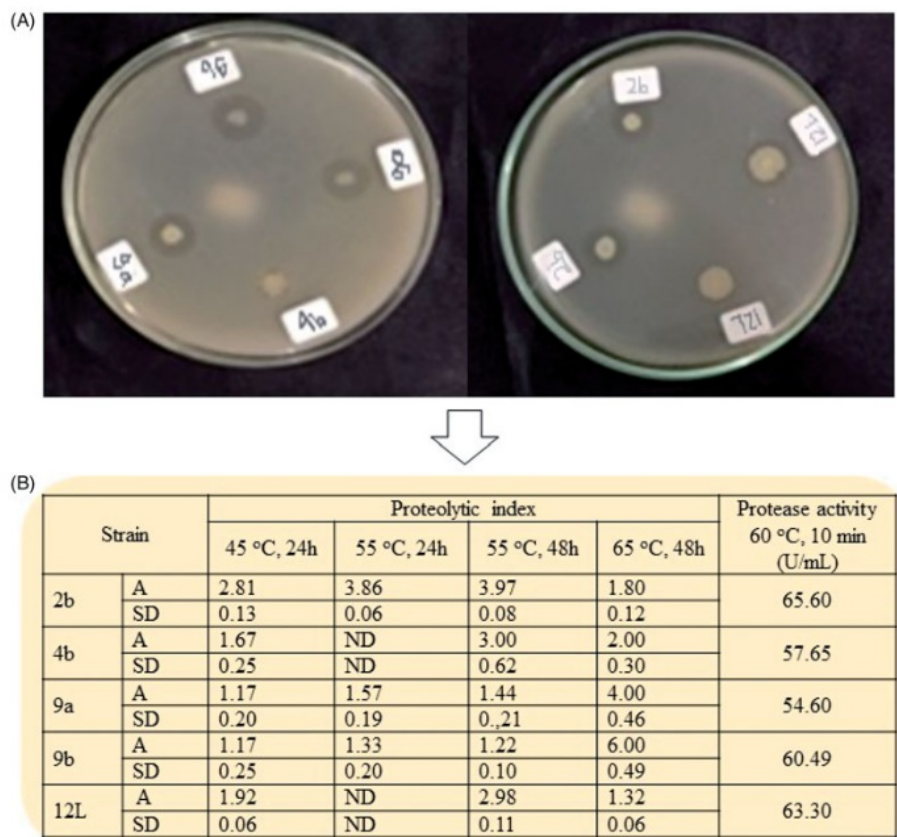 (A)
2b
12L
12L
(B)
Strain Proteolytic index Protease activity 60 °C, 10 min (U/mL)
45 °C, 24h 55 °C, 24h 55 °C, 48h 65 °C, 48h
2b A 2.81 3.86 3.97 1.80 65.60
SD 0.13 0.06 0.08 0.12
4b A 1.67 ND 3.00 2.00 57.65
SD 0.25 ND 0.62 0.30
9a A 1.17 1.57 1.44 4.00 54.60
SD 0.20 0.19 0.,21 0.46
9b A 1.17 1.33 1.22 6.00 60.49
SD 0.25 0.20 0.10 0.49
12L A 1.92 ND 2.98 1.32 63.30
SD 0.06 ND 0.11 0.06